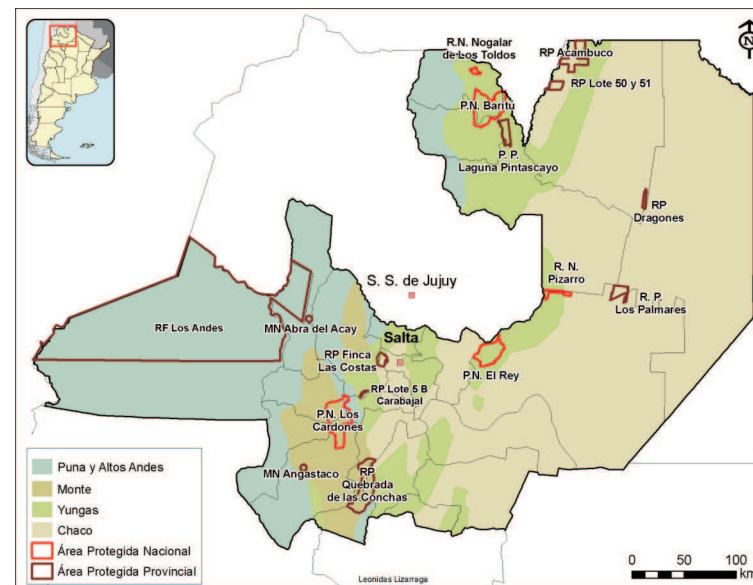 R.N. Nogalar
de Los Toldos
RP Acambuco
N
RP Lote 50 y 51
P.N. Baritú
P. P.
Laguna Pintascayo
RP
Dragones
R. N.
Pizarro
S. S. de Jujuy
R. P.
Los Palmares
RF Los Andes
MN Abra del Acay
Salta
RP Finca
Las Costas
P.N. El Rey
RP Lote 5 B
Carabajal
P.N. Los
Cardones
MN Angastaco
RP
Quebrada
de las Conchas
Puna y Altos Andes
Monte
Yungas
Chaco
Área Protegida Nacional
Área Protegida Provincial
0 50 100
km
Leonidas Lizarraga